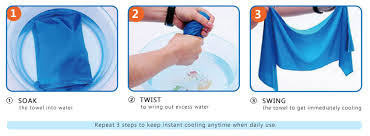 1
2
3
① SOAK
the towel into water
② TWIST
to wring out excess water
③ SWING
the towel to get immediately cooling
Repeat 3 steps to keep instant cooling anytime when daily use.